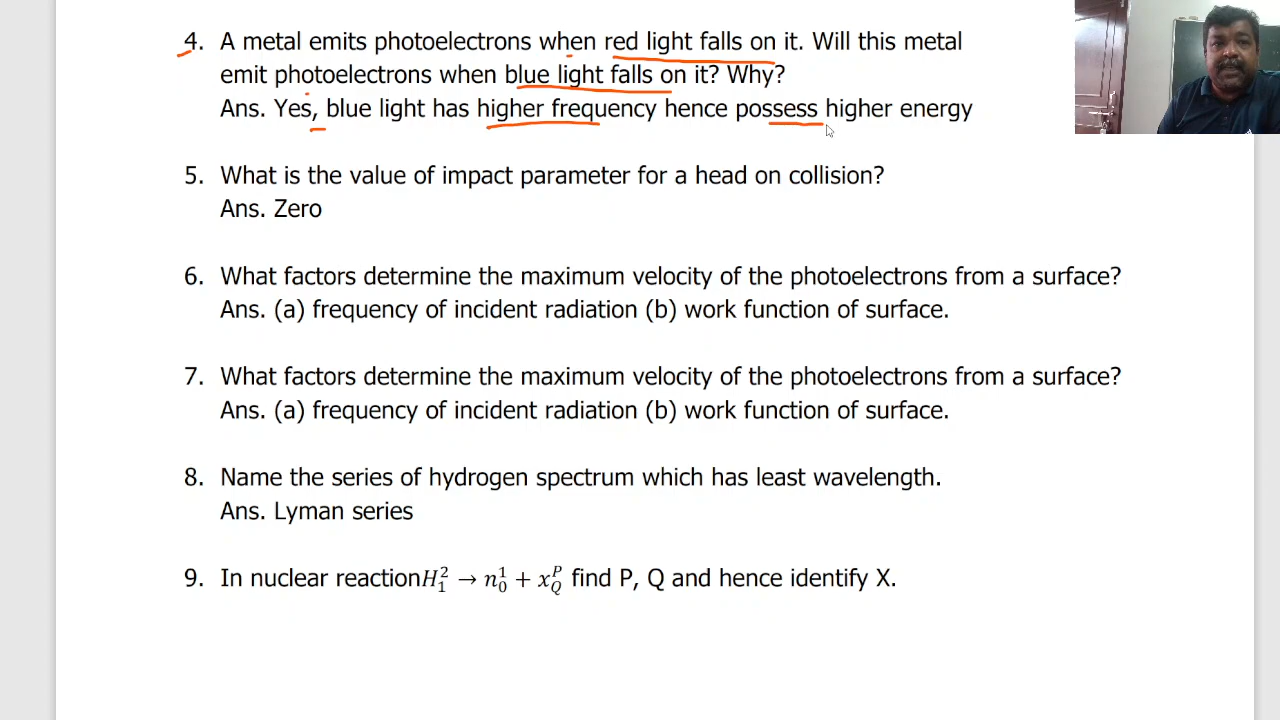 4. A metal emits photoelectrons when red light falls on it. Will this metal
emit photoelectrons when blue light falls on it? Why?
Ans. Yes, blue light has higher frequency hence possess higher energy
5. What is the value of impact parameter for a head on collision?
Ans. Zero
6. What factors determine the maximum velocity of the photoelectrons from a surface?
Ans. (a) frequency of incident radiation (b) work function of surface.
7. What factors determine the maximum velocity of the photoelectrons from a surface?
Ans. (a) frequency of incident radiation (b) work function of surface.
8. Name the series of hydrogen spectrum which has least wavelength.
Ans. Lyman series
9. In nuclear reaction$H_1^2 \rightarrow n_0^1 + x_Q^P$ find P, Q and hence identify X.